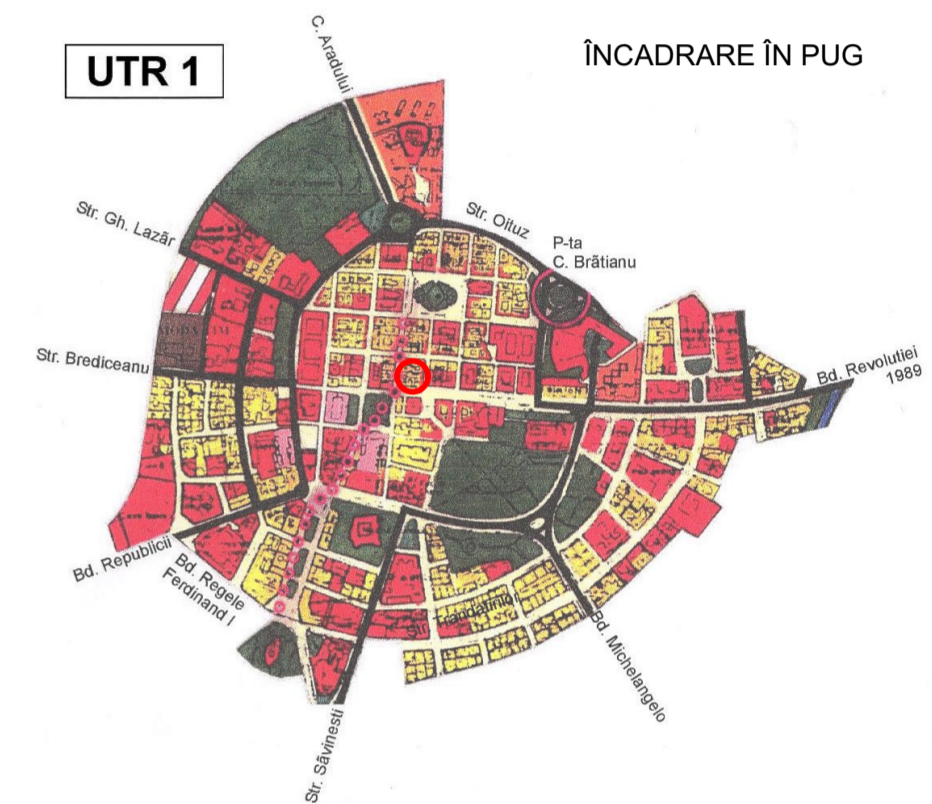 UTR 1
ÎNCADRARE ÎN PUG
C. Aradului
Str. Gh. Lazăr
Str. Oituz
P-ta
C. Brătianu
Str. Brediceanu
Bd. Revolutiei
1989
Bd. Republicii
Bd. Regele
Ferdinand I
Str. Trandafirilor
Bd. Michelangelo
Str. Săvinesti